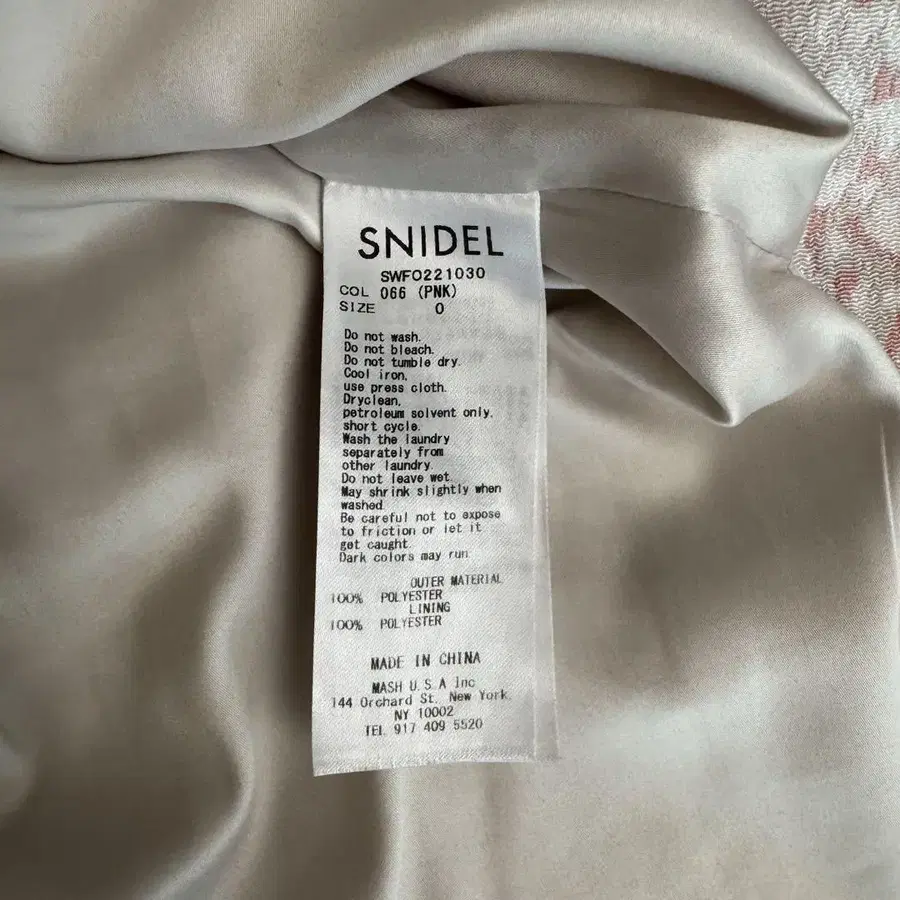 SNIDEL
SWFO221030
COL 066 (PNK)
SIZE 0
Do not wash.
Do not bleach.
Do not tumble dry.
Cool iron,
use press cloth.
Dryclean,
petroleum solvent only.
short cycle.
Wash the laundry
separately from
other laundry.
Do not leave wet.
May shrink slightly when
washed.
Be careful not to expose
to friction or let it
get caught.
Dark colors may run.
OUTER MATERIAL
100% POLYESTER
LINING
100% POLYESTER
MADE IN CHINA
MASH U.S.A Inc
144 Orchard St. New York.
NY 10002
TEL 917 409 5520